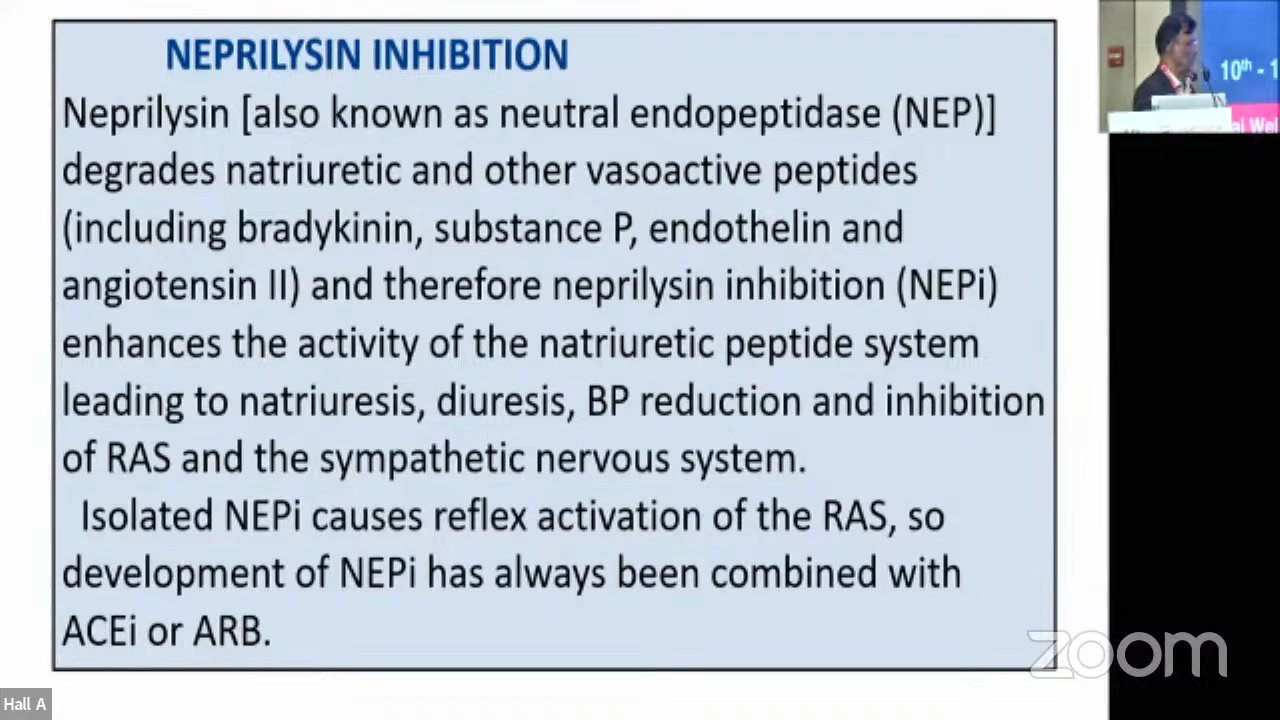 NEPRILYSIN INHIBITION
Neprilysin [also known as neutral endopeptidase (NEP)]
degrades natriuretic and other vasoactive peptides
(including bradykinin, substance P, endothelin and
angiotensin II) and therefore neprilysin inhibition (NEPi)
enhances the activity of the natriuretic peptide system
leading to natriuresis, diuresis, BP reduction and inhibition
of RAS and the sympathetic nervous system.
Isolated NEPi causes reflex activation of the RAS, so
development of NEPi has always been combined with
ACEi or ARB.
10th - 1
ai Wel
zoom
Hall A